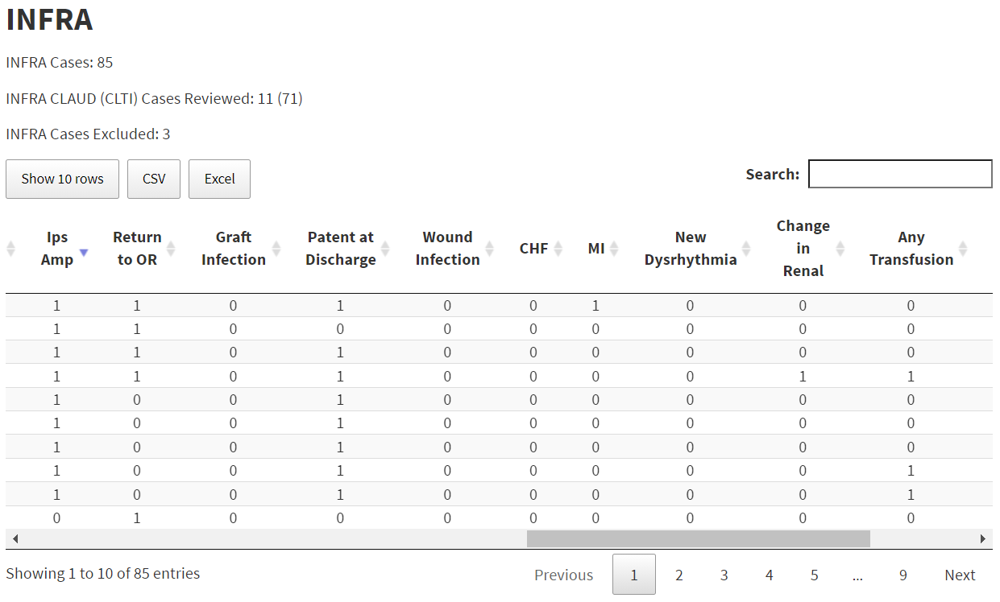 INFRA
INFRA Cases: 85
INFRA CLAUD (CLTI) Cases Reviewed: 11 (71)
INFRA Cases Excluded: 3
Show 10 rows CSV Excel Search:
Ips Amp Return to OR Graft Infection Patent at Discharge Wound Infection CHF MI New Dysrhythmia Change in Renal Any Transfusion
1 1 0 1 0 0 1 0 0 0
1 1 0 0 0 0 0 0 0 0
1 1 0 1 0 0 0 0 0 0
1 1 0 1 0 0 0 0 1 1
1 0 0 1 0 0 0 0 0 0
1 0 0 1 0 0 0 0 0 0
1 0 0 1 0 0 0 0 0 0
1 0 0 1 0 0 0 0 0 1
1 0 0 1 0 0 0 0 0 1
0 1 0 0 0 0 0 0 0 0
Showing 1 to 10 of 85 entries Previous 1 2 3 4 5 ... 9 Next